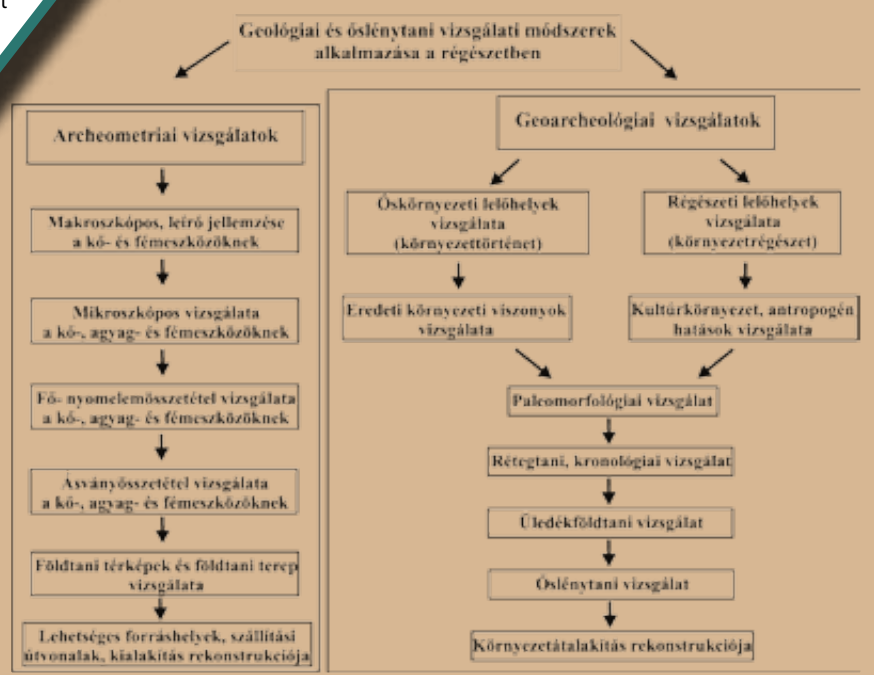 Geológiai és őslénytani vizsgálati módszerek
alkalmazása a régészetben
Archeometriai vizsgálatok
Makroszkópos, leíró jellemzése
a kő- és fémeszközöknek
Mikroszkópos vizsgálata
a kő-, agyag- és fémeszközöknek
Fő- nyomelemösszetétel vizsgálata
a kő-, agyag- és fémeszközöknek
Ásványösszetétel vizsgálata
a kő-, agyag- és fémeszközöknek
Földtani térképek és földtani terep
vizsgálata
Lehetséges forráshelyek, szállítási
útvonalak, kialakítás rekonstrukciója
Geoarcheológiai vizsgálatok
Őskörnyezeti lelőhelyek
vizsgálata
(környezettörténet)
Eredeti környezeti viszonyok
vizsgálata
Régészeti lelőhelyek
vizsgálata
(környezetrégészet)
Kultúrkörnyezet, antropogén
hatások vizsgálata
Paleomorfológiai vizsgálat
Rétegtani, kronológiai vizsgálat
Üledékföldtani vizsgálat
Őslénytani vizsgálat
Környezetátalakítás rekonstrukciója